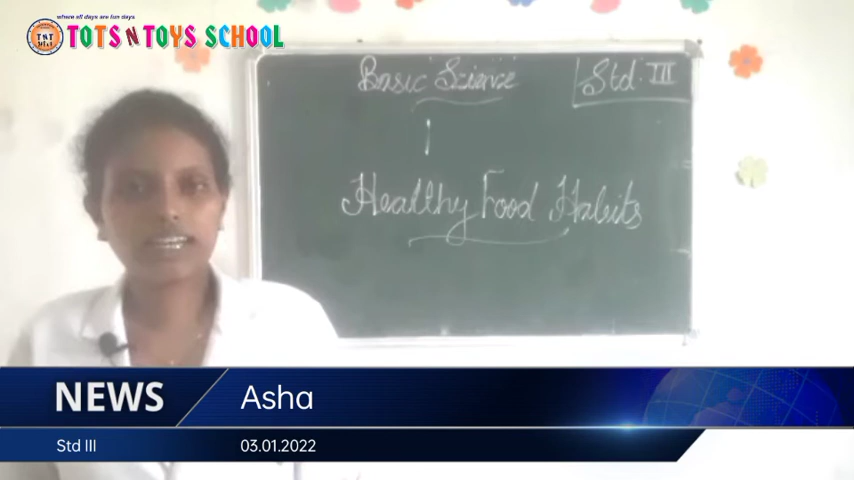 where all days are fun days
TOTS N TOYS SCHOOL
TNT
Basic Science
Std. III
Healthy Food Habits
NEWS
Asha
Std III
03.01.2022